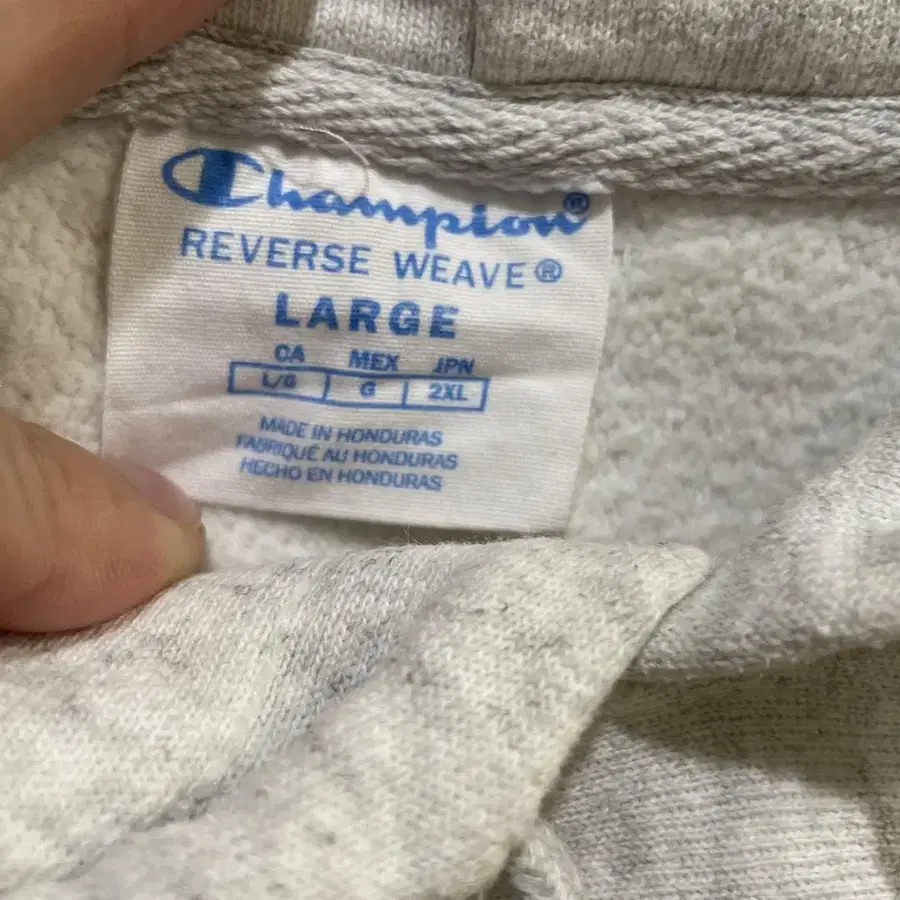 Champion®
REVERSE WEAVE®
LARGE
CA MEX JPN
L/G G 2XL
MADE IN HONDURAS
FABRIQUÉ AU HONDURAS
HECHO EN HONDURAS